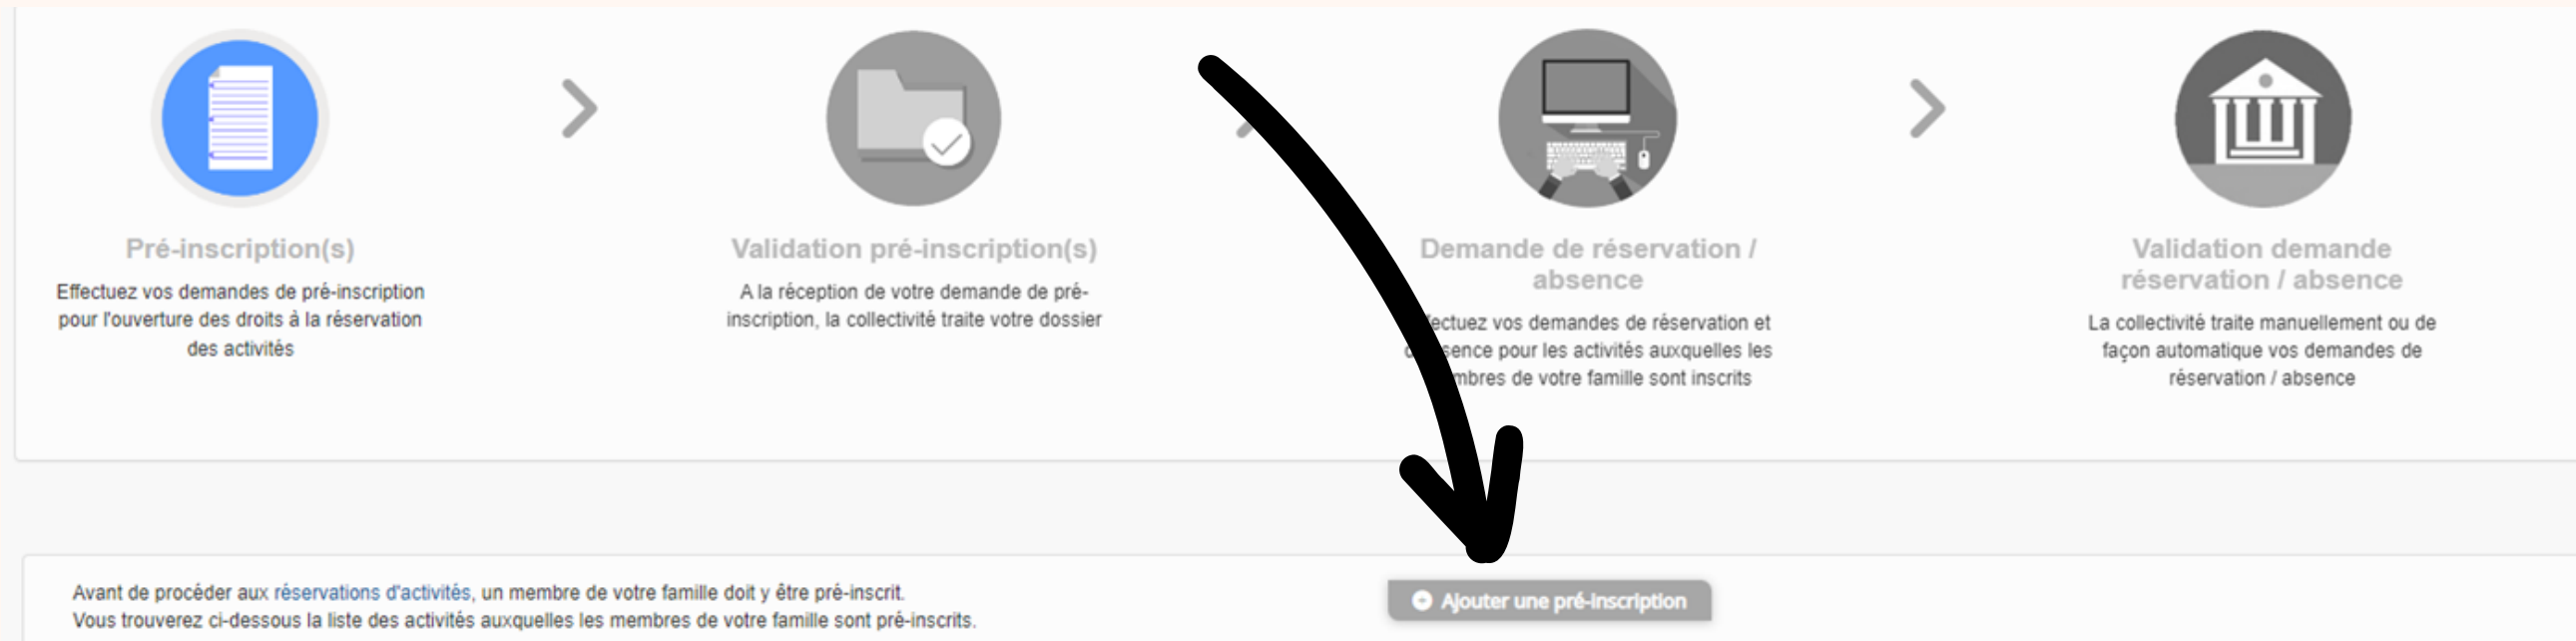 Pré-inscription(s)
Effectuez vos demandes de pré-inscription
pour l'ouverture des droits à la réservation
des activités
Validation pré-inscription(s)
A la réception de votre demande de pré-
inscription, la collectivité traite votre dossier
Demande de réservation /
absence
vos demandes de réservation et
pour les activités auxquelles les
de votre famille sont inscrits
Validation demande
réservation / absence
La collectivité traite manuellement ou de
façon automatique vos demandes de
réservation / absence
Avant de procéder aux réservations d'activités, un membre de votre famille doit y être pré-inscrit.
Vous trouverez ci-dessous la liste des activités auxquelles les membres de votre famille sont pré-inscrits.
Ajouter une pré-inscription